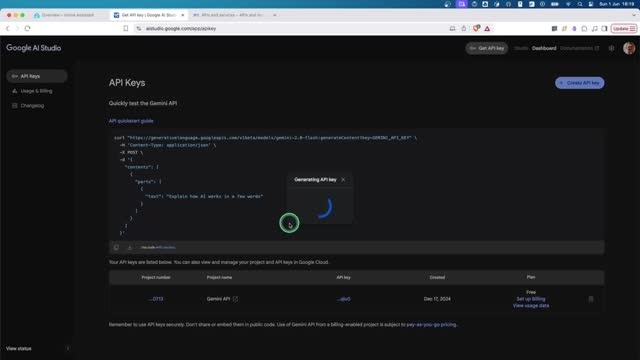 Overview – Home Assistant
Get API key | Google AI Studio
APIs and services – APIs and
Sun 1 Jun 16:19
aistudio.google.com/app/apikey
Update
Google AI Studio
Get API key
Studio
Dashboard
Documentation
API Keys
Usage & Billing
Changelog
API Keys
Create API key
Quickly test the Gemini API
API quickstart guide
curl "https://generativelanguage.googleapis.com/v1beta/models/gemini-2.0-flash:generateContent?key=GEMINI_API_KEY" \
-H 'Content-Type: application/json' \
-X POST \
-d '{
"contents": [
{
"parts": [
{
"text": "Explain how AI works in a few words"
}
]
}
]
}'
Generating API key
Your API keys are listed below. You can also view and manage your project and API keys in Google Cloud.
Project number
Project name
API key
Created
Plan
...0713
Gemini API
Dec 17, 2024
Free
Set up Billing
View usage data
Remember to use API keys securely. Don't share or embed them in public code. Use of Gemini API from a billing-enabled project is subject to pay-as-you-go pricing.
View status